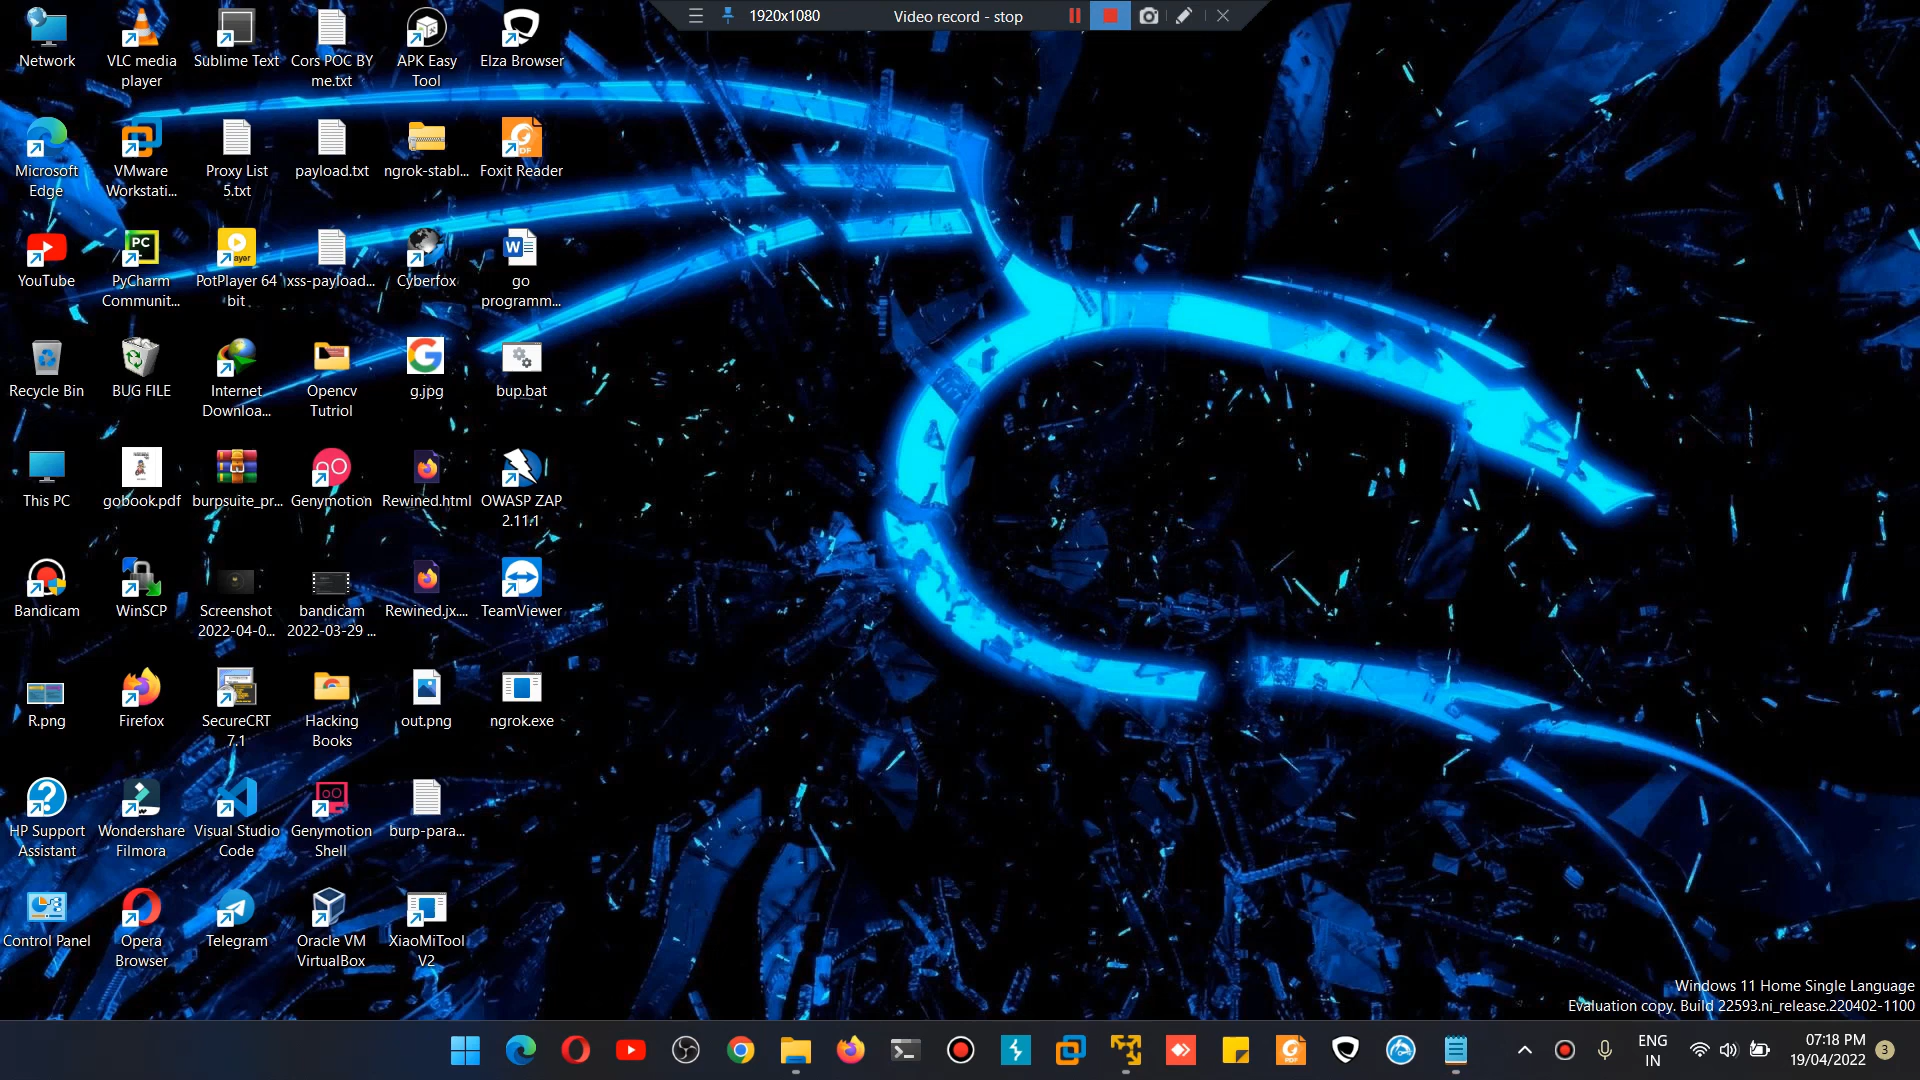 1920x1080
Video record - stop
Network
VLC media
player
Sublime Text
Cors POC BY
me.txt
APK Easy
Tool
Elza Browser
Microsoft
Edge
VMware
Workstati...
Proxy List
5.txt
payload.txt
ngrok-stabl...
Foxit Reader
YouTube
PyCharm
Communit...
PotPlayer 64
bit
xss-payload...
Cyberfox
go
programm...
Recycle Bin
BUG FILE
Internet
Downloa...
Opencv
Tutriol
g.jpg
bup.bat
This PC
gobook.pdf
burpsuite_pr...
Genymotion
Rewined.html
OWASP ZAP
2.11.1
Bandicam
WinSCP
Screenshot
2022-04-0...
bandicam
2022-03-29 ...
Rewined.jx....
TeamViewer
R.png
Firefox
SecureCRT
7.1
Hacking
Books
out.png
ngrok.exe
HP Support
Assistant
Wondershare
Filmora
Visual Studio
Code
Genymotion
Shell
burp-para...
Control Panel
Opera
Browser
Telegram
Oracle VM
VirtualBox
XiaoMiTool
V2
Windows 11 Home Single Language
Evaluation copy. Build 22593.ni_release.220402-1100
ENG
IN
07:18 PM
19/04/2022
3